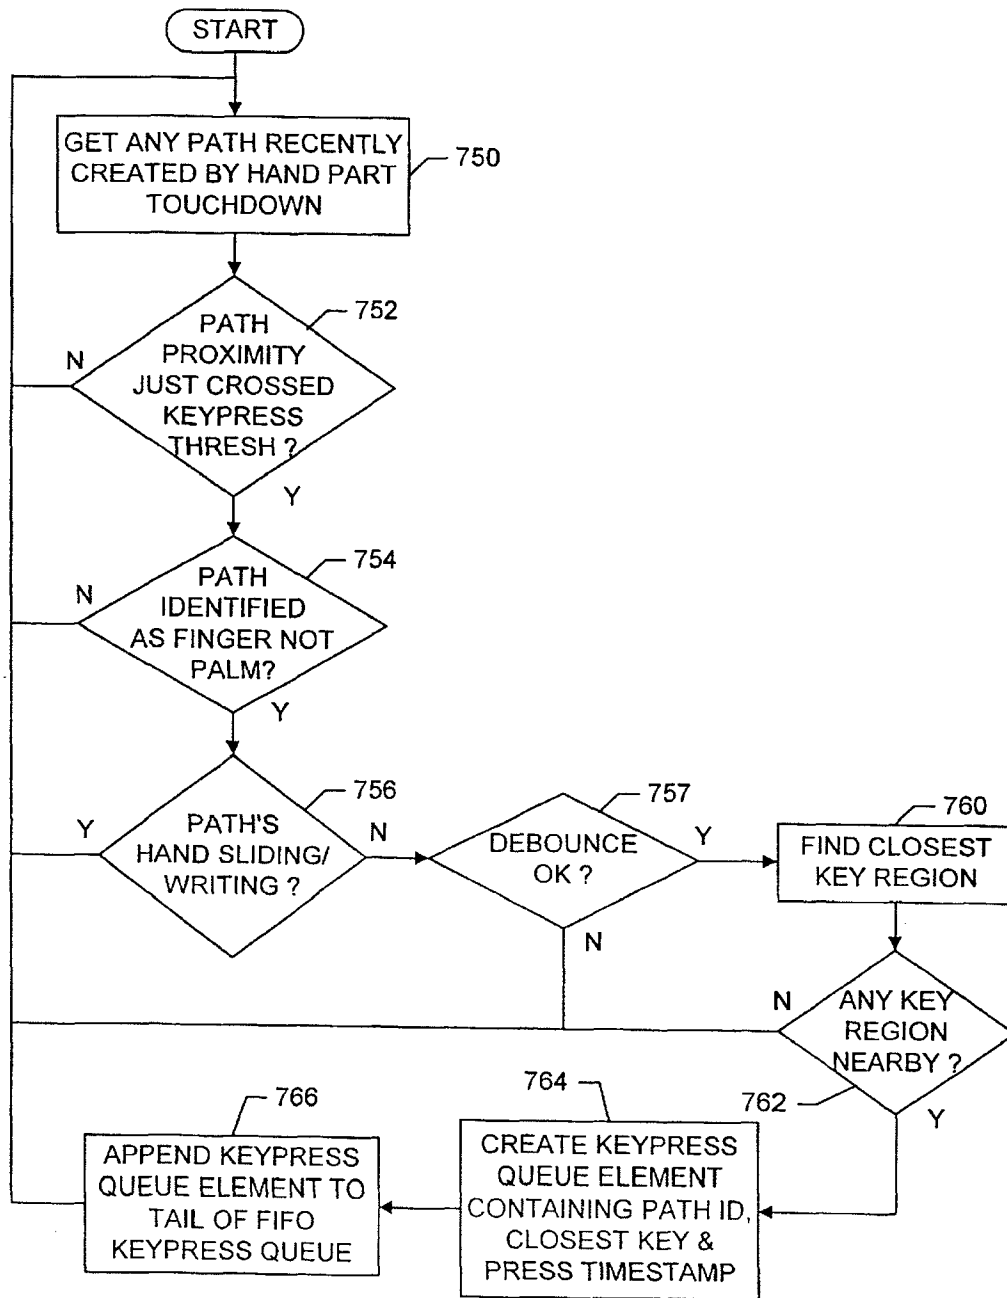 START
GET ANY PATH RECENTLY
CREATED BY HAND PART
TOUCHDOWN
750
752
PATH
PROXIMITY
JUST CROSSED
KEYPRESS
THRESH ?
N
Y
754
PATH
IDENTIFIED
AS FINGER NOT
PALM?
N
Y
756
PATH'S
HAND SLIDING/
WRITING ?
Y
N
757
DEBOUNCE
OK ?
Y
N
760
FIND CLOSEST
KEY REGION
ANY KEY
REGION
NEARBY ?
N
762
Y
764
CREATE KEYPRESS
QUEUE ELEMENT
CONTAINING PATH ID,
CLOSEST KEY &
PRESS TIMESTAMP
766
APPEND KEYPRESS
QUEUE ELEMENT TO
TAIL OF FIFO
KEYPRESS QUEUE